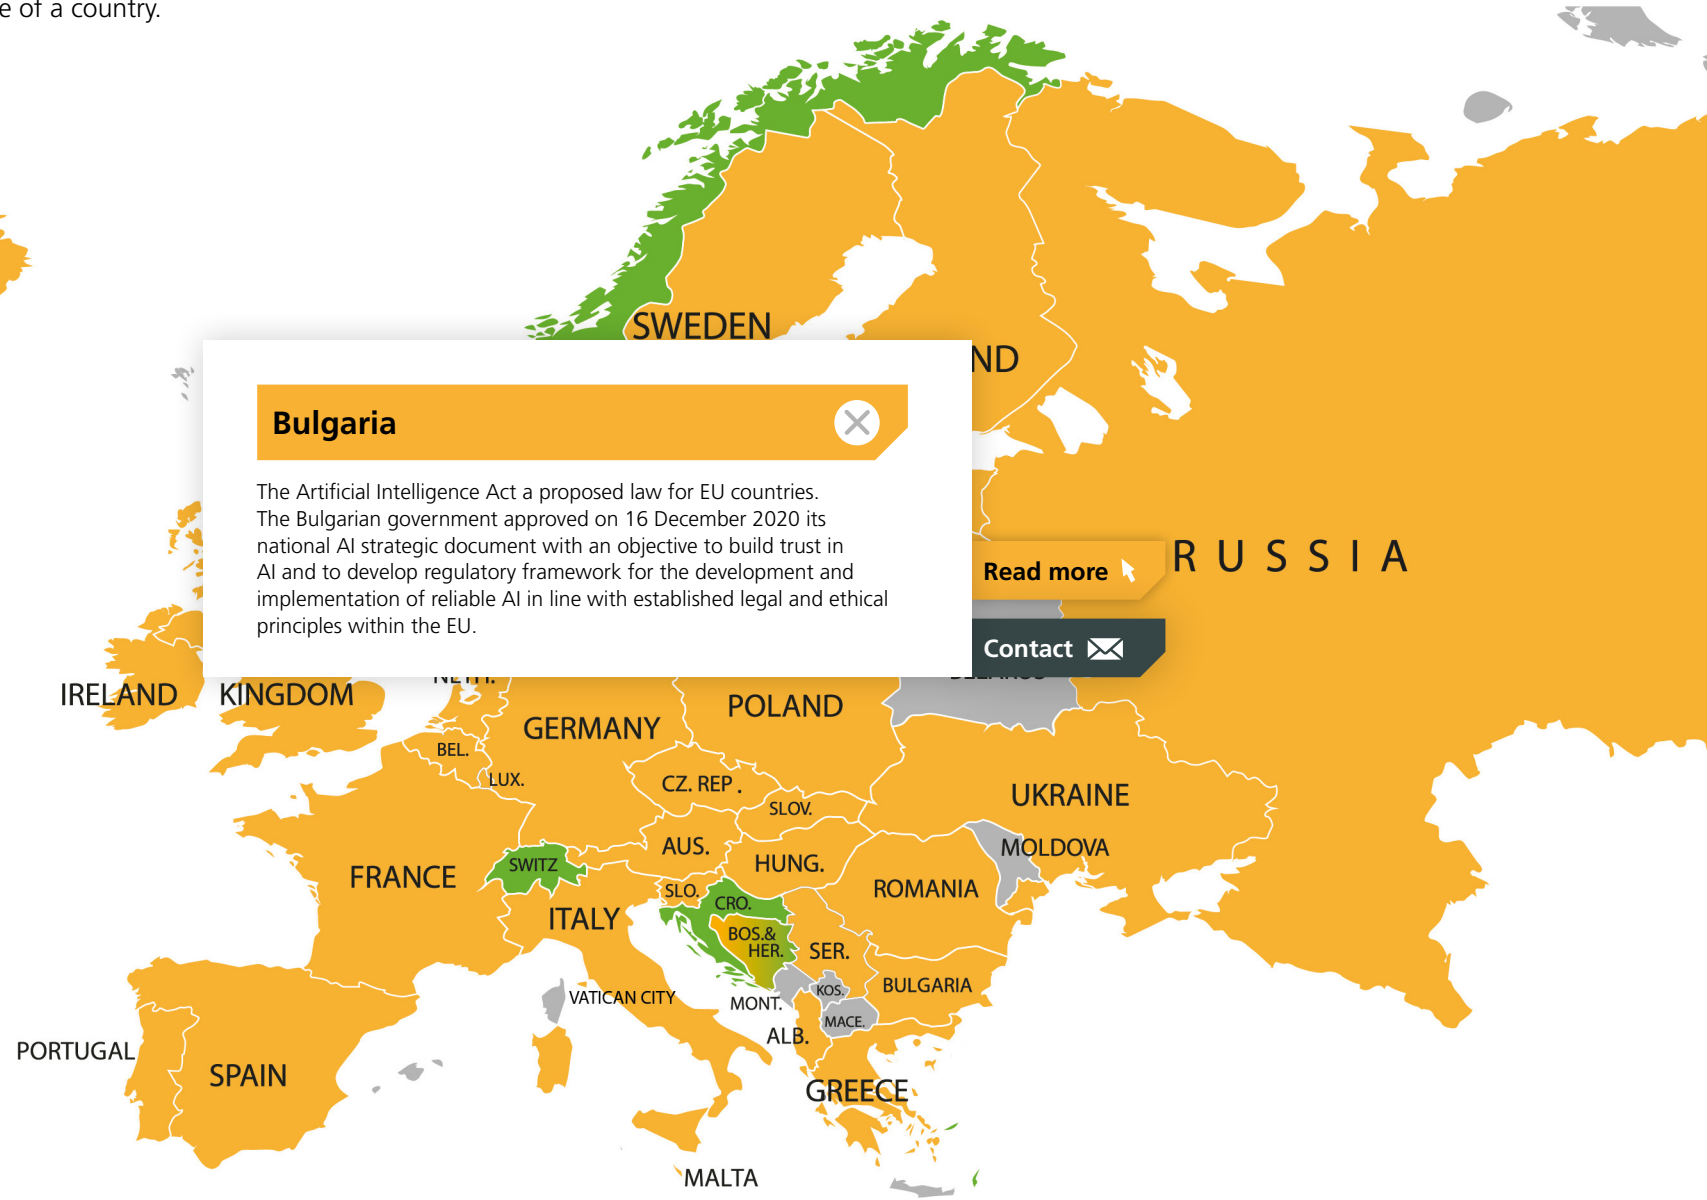 e of a country.
SWEDEN
ND
Bulgaria
The Artificial Intelligence Act a proposed law for EU countries.
The Bulgarian government approved on 16 December 2020 its
national AI strategic document with an objective to build trust in
AI and to develop regulatory framework for the development and
implementation of reliable AI in line with established legal and ethical
principles within the EU.
Read more
RUSSIA
Contact
IRELAND
KINGDOM
NETH.
BELARUS
POLAND
GERMANY
BEL.
LUX.
CZ. REP.
SLOV.
UKRAINE
AUS.
HUNG.
MOLDOVA
FRANCE
SWITZ
ROMANIA
SLO.
CRO.
ITALY
BOS.&
HER.
SER.
BULGARIA
KOS.
VATICAN CITY
MONT.
MACE.
ALB.
PORTUGAL
SPAIN
GREECE
MALTA